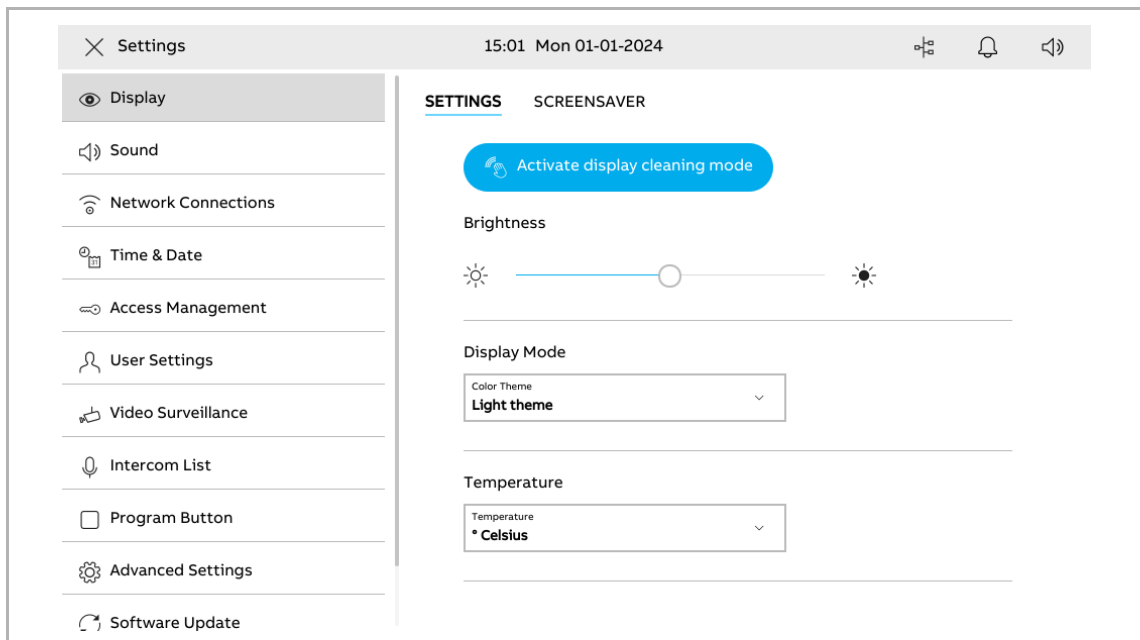 Settings
15:01 Mon 01-01-2024
Display
Sound
Network Connections
Time & Date
31
Access Management
User Settings
Video Surveillance
Intercom List
Program Button
Advanced Settings
Software Update
SETTINGS SCREENSAVER
Activate display cleaning mode
Brightness
Display Mode
Color Theme
Light theme
Temperature
Temperature
° Celsius